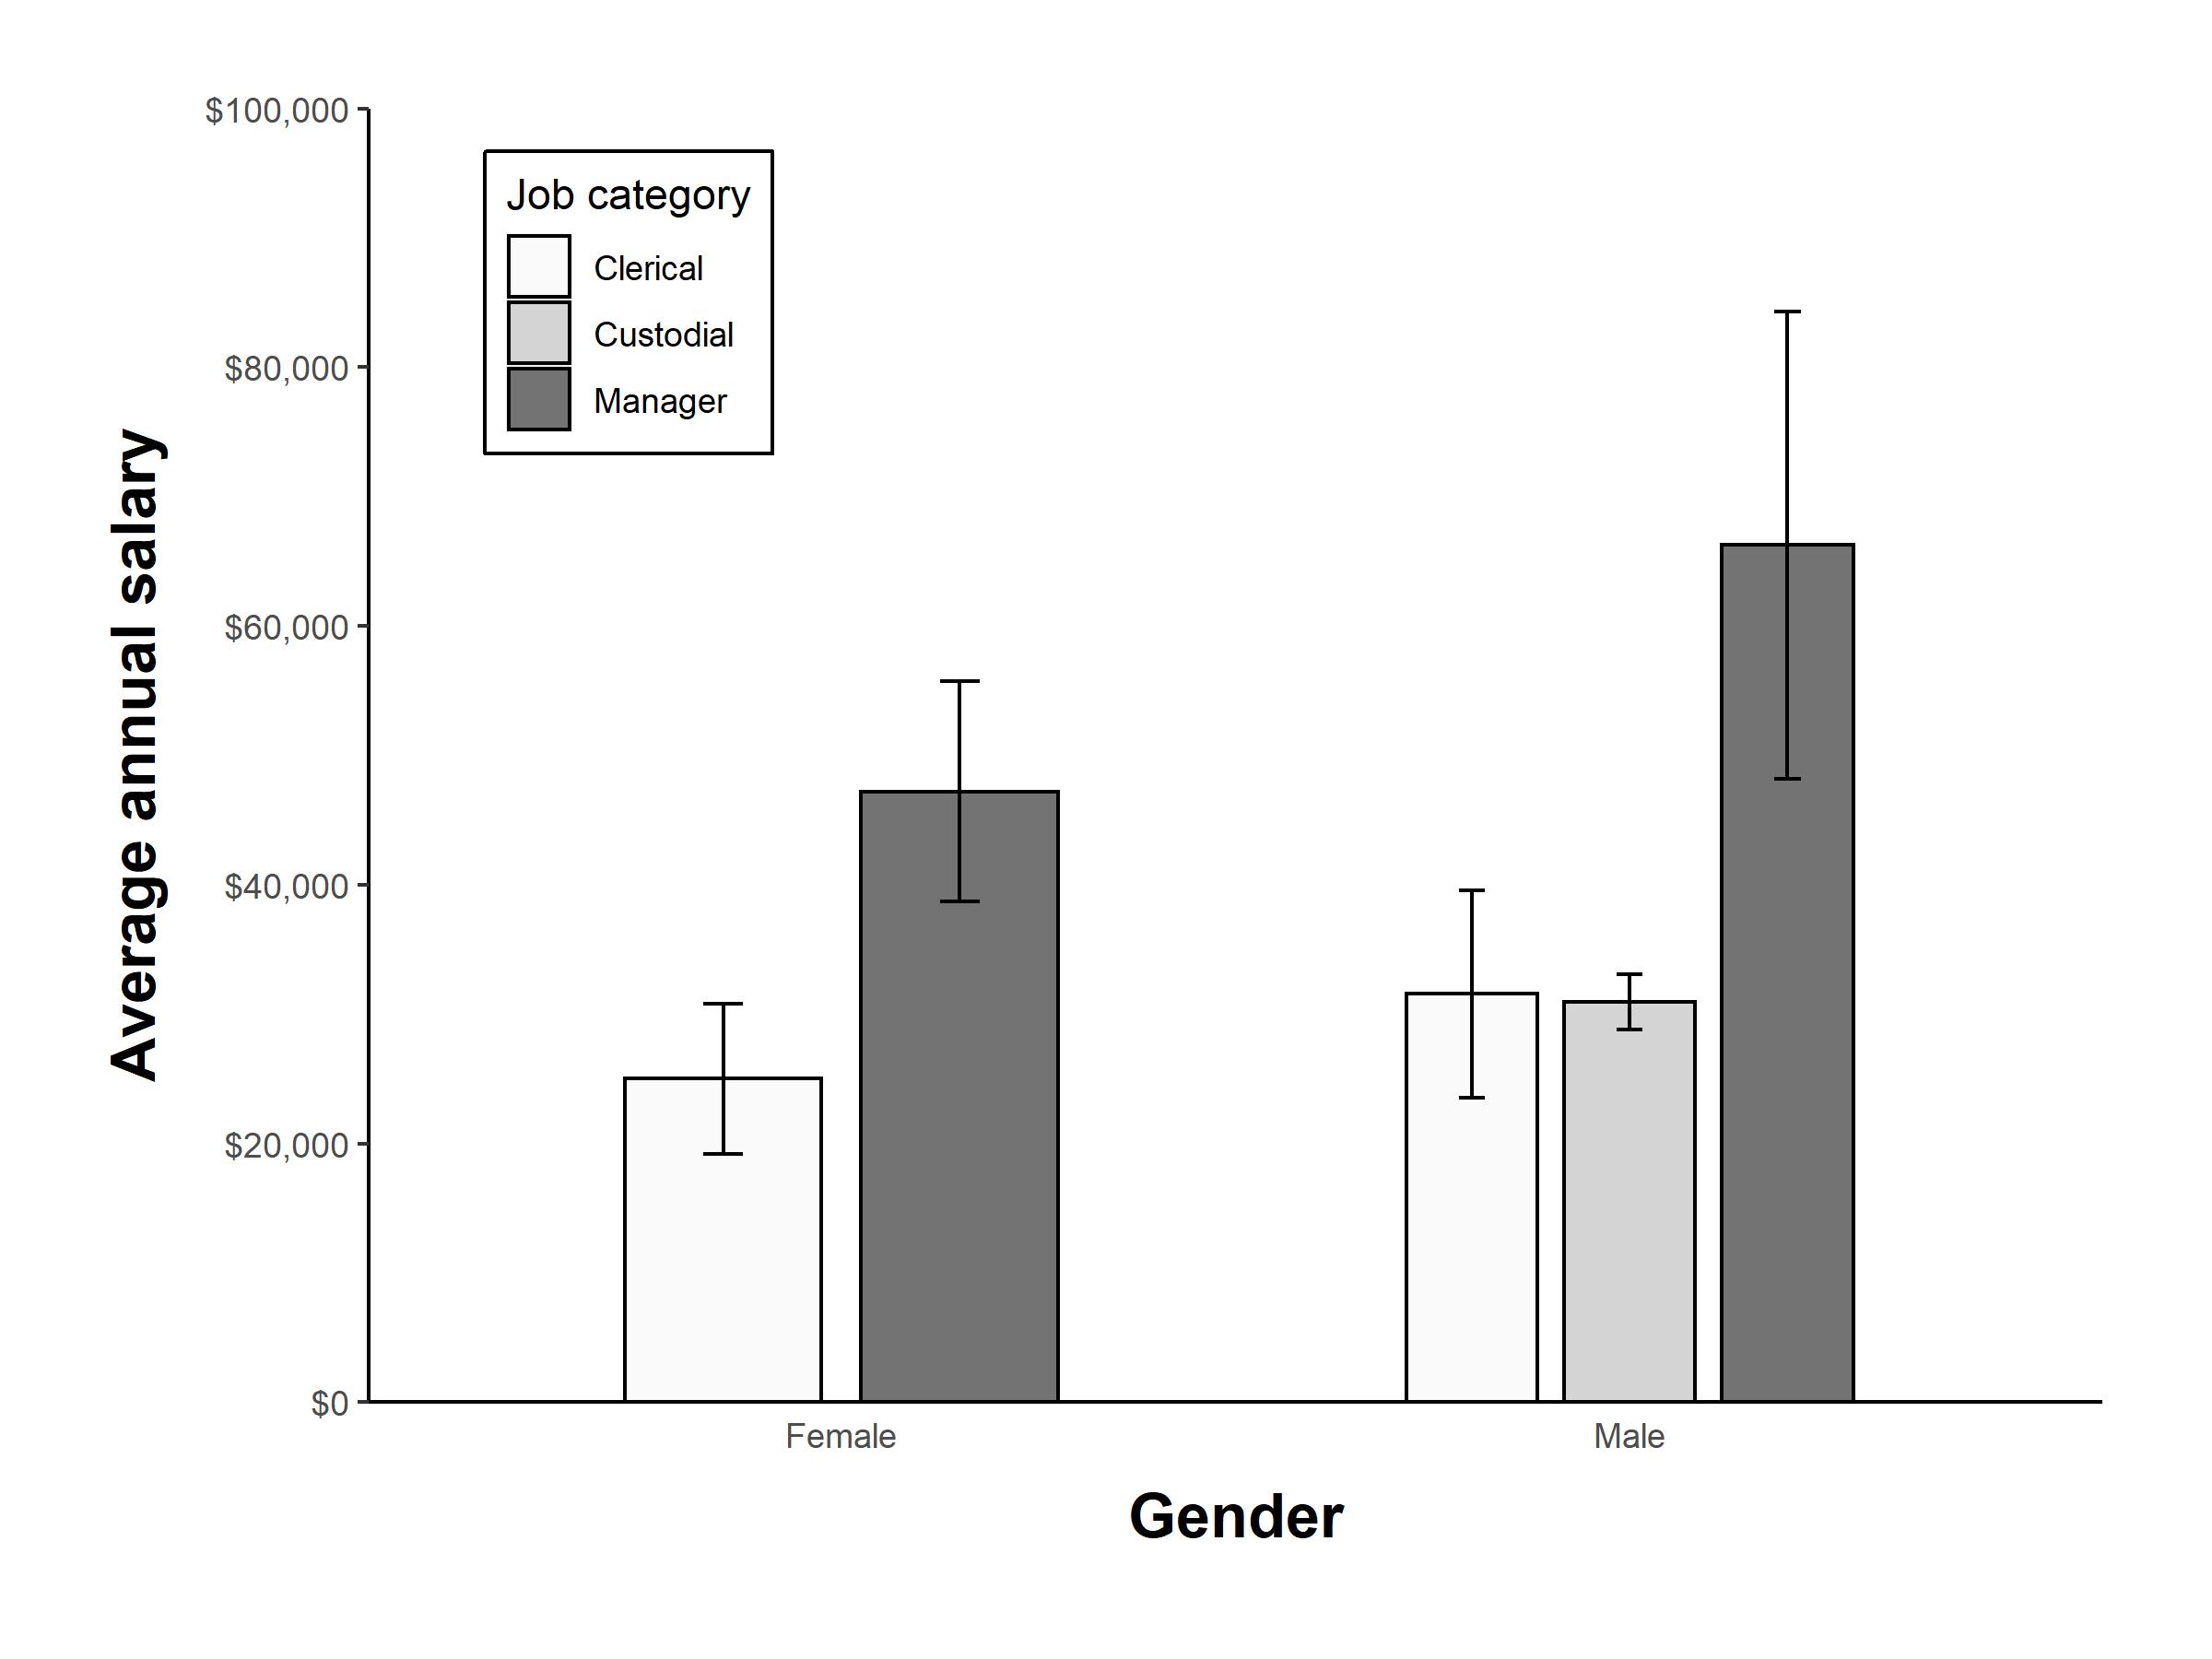 $100,000
$80,000
$60,000
$40,000
$20,000
$0
Average annual salary
Job category
Clerical
Custodial
Manager
Female
Male
Gender